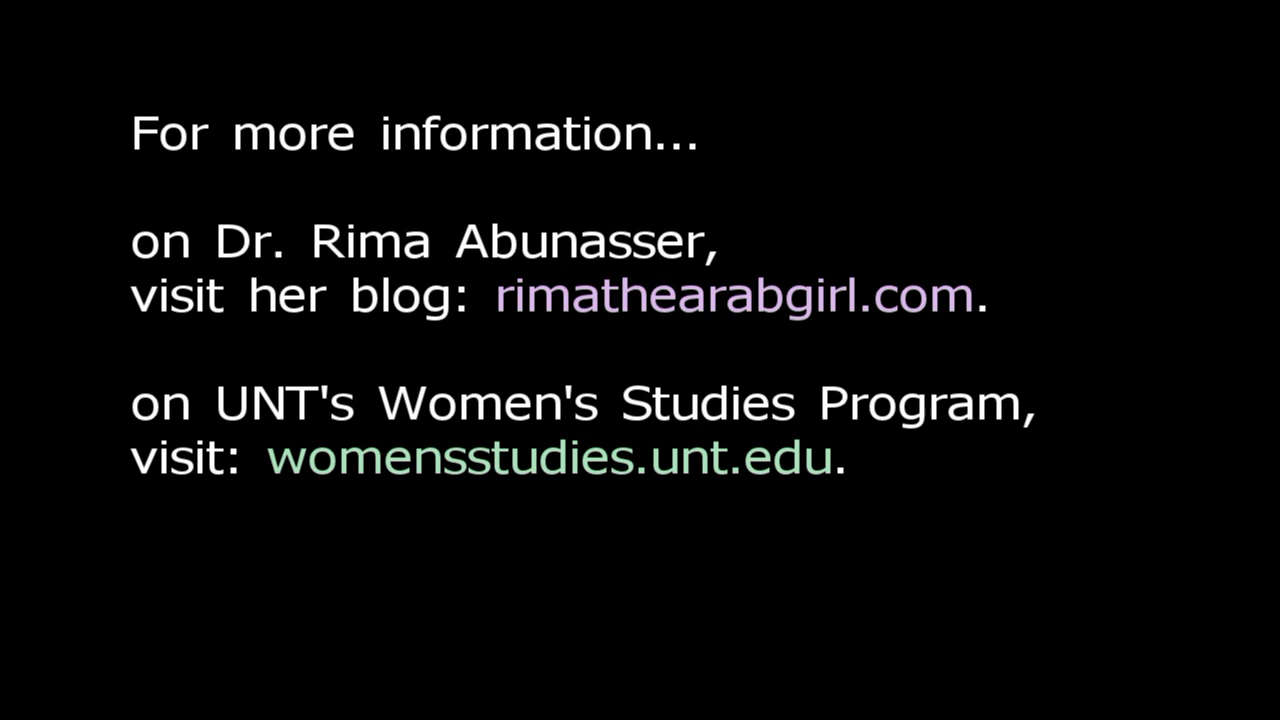 For more information...
on Dr. Rima Abunasser,
visit her blog: rimathearabgirl.com.
on UNT's Women's Studies Program,
visit: womensstudies.unt.edu.